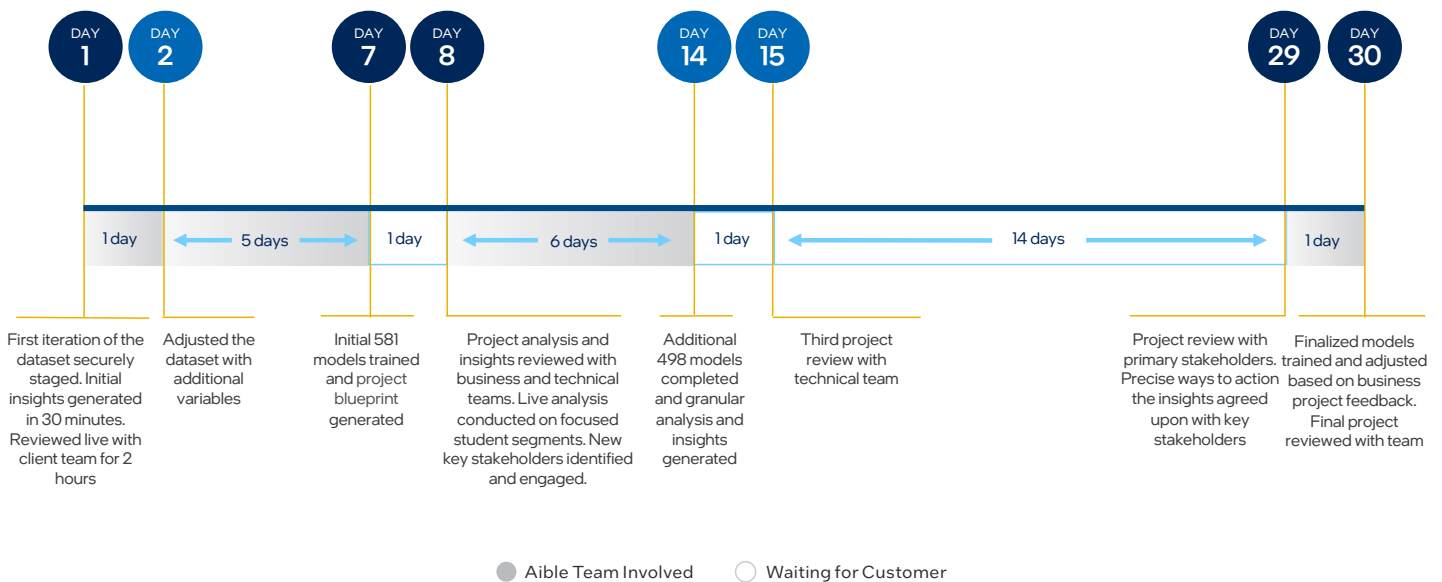 DAY
1
DAY
2
DAY
7
DAY
8
DAY
14
DAY
15
DAY
29
DAY
30
1 day
5 days
1 day
6 days
1 day
14 days
1 day
First iteration of the
dataset securely
staged. Initial
insights generated
in 30 minutes.
Reviewed live with
client team for 2
hours
Adjusted the
dataset with
additional
variables
Initial 581
models trained
and project
blueprint
generated
Project analysis and
insights reviewed with
business and technical
teams. Live analysis
conducted on focused
student segments. New
key stakeholders identified
and engaged.
Additional
498 models
completed
and granular
analysis and
insights
generated
Third project
review with
technical team
Project review with
primary stakeholders.
Precise ways to action
the insights agreed
upon with key
stakeholders
Finalized models
trained and adjusted
based on business
project feedback.
Final project
reviewed with team
Aible Team Involved
Waiting for Customer